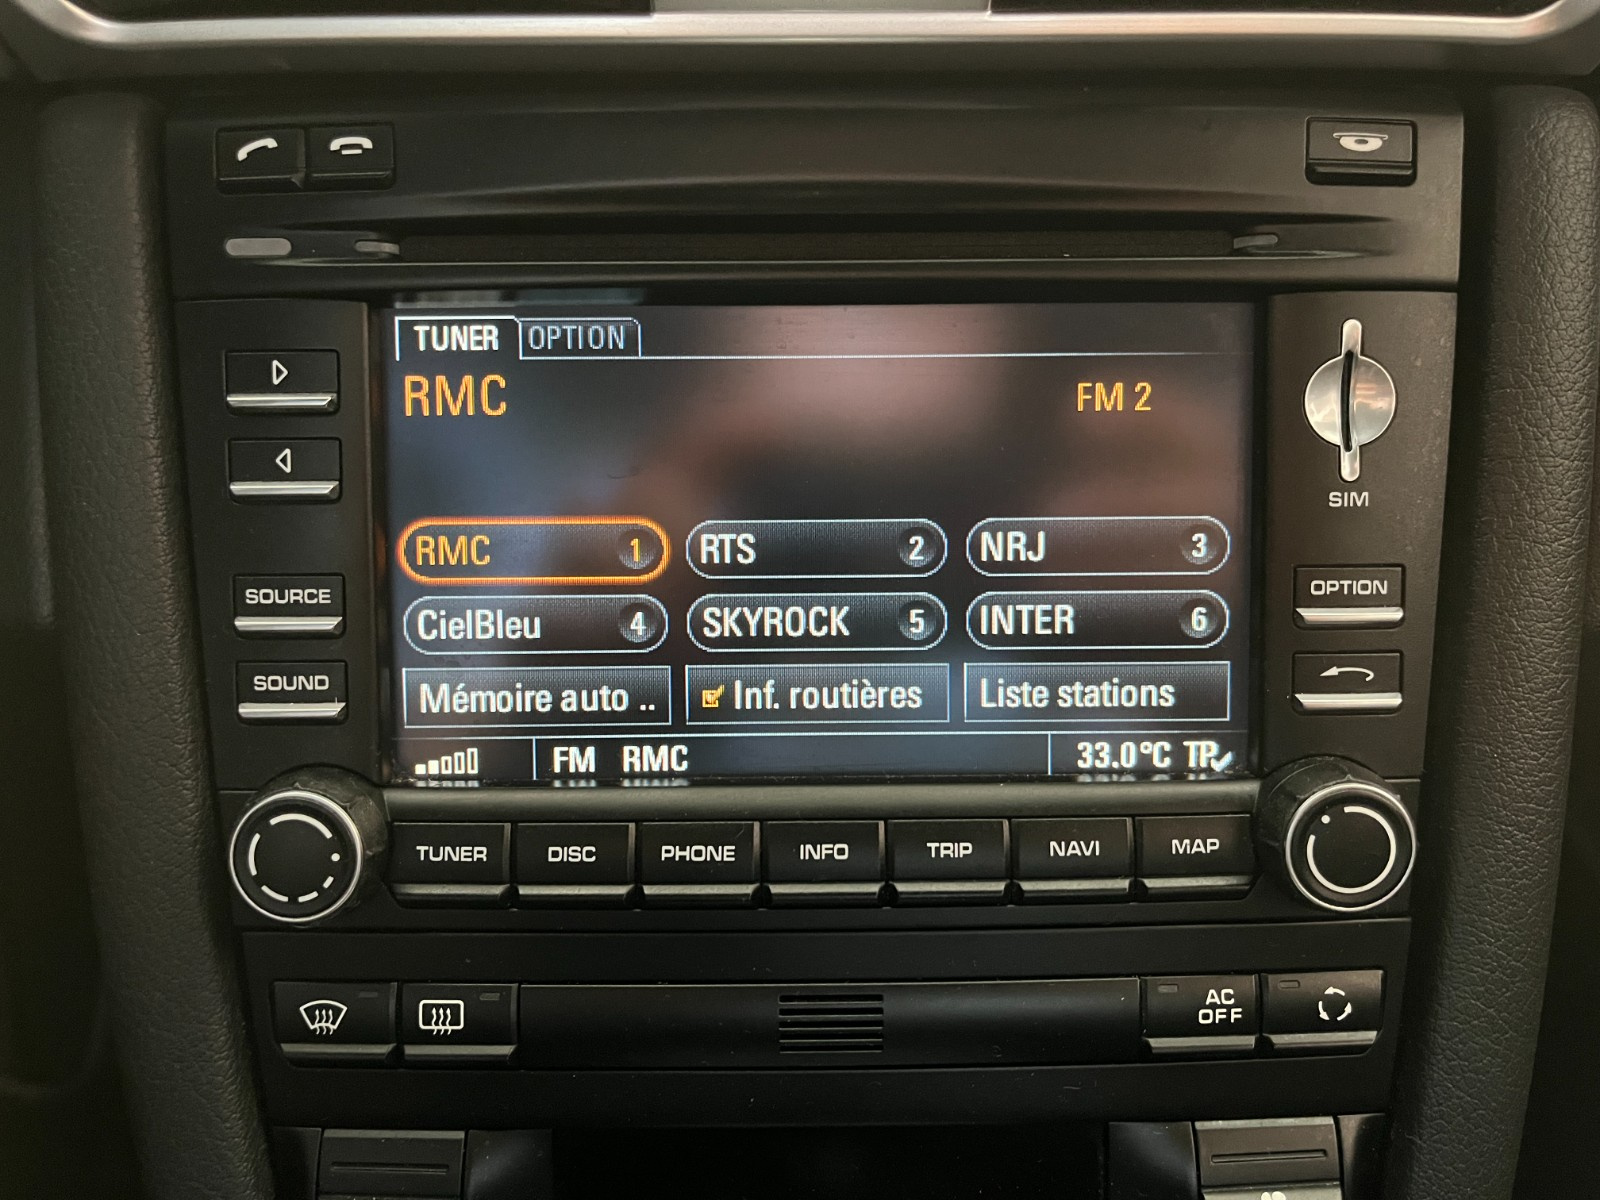 TUNER OPTION
RMC FM 2
SIM
RMC 1 RTS 2 NRJ 3
CielBleu 4 SKYROCK 5 INTER 6
Mémoire auto .. Inf. routières Liste stations
FM RMC 33.0°C TP
SOURCE
SOUND
OPTION
TUNER DISC PHONE INFO TRIP NAVI MAP
AC
OFF